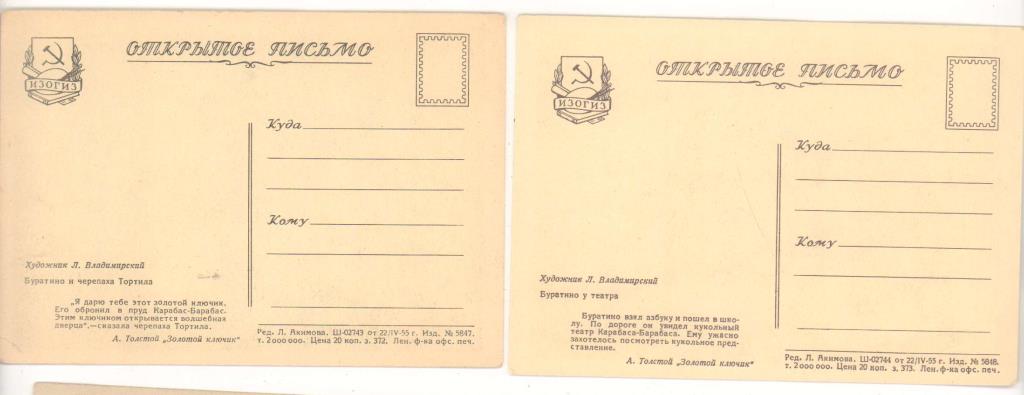 ОТКРЫТОЕ ПИСЬМО
ИЗОГИЗ
Куда
Кому
Художник Л. Владимирский
Буратино и черепаха Тортила
„Я дарю тебе этот золотой ключик.
Его обронил в пруд Карабас-Барабас.
Этим ключиком открывается волшебная
дверца“,—сказала черепаха Тортила.
А. Толстой „Золотой ключик“
Ред. Л. Акимова. Ш-02743 от 22/IV-55 г. Изд. № 5847.
т. 2 000 000. Цена 20 коп. з. 372. Лен. ф-ка офс. печ.
ОТКРЫТОЕ ПИСЬМО
ИЗОГИЗ
Куда
Кому
Художник Л. Владимирский
Буратино у театра
Буратино взял азбуку и пошел в шко-
лу. По дороге он увидел кукольный
театр Карабаса-Барабаса. Ему ужасно
захотелось посмотреть кукольное пред-
ставление.
А. Толстой „Золотой ключик“
Ред. Л. Акимова. Ш-02744 от 22/IV-55 г. Изд. № 5848.
т. 2 000 000. Цена 20 коп. з. 373. Лен. ф-ка офс. печ.